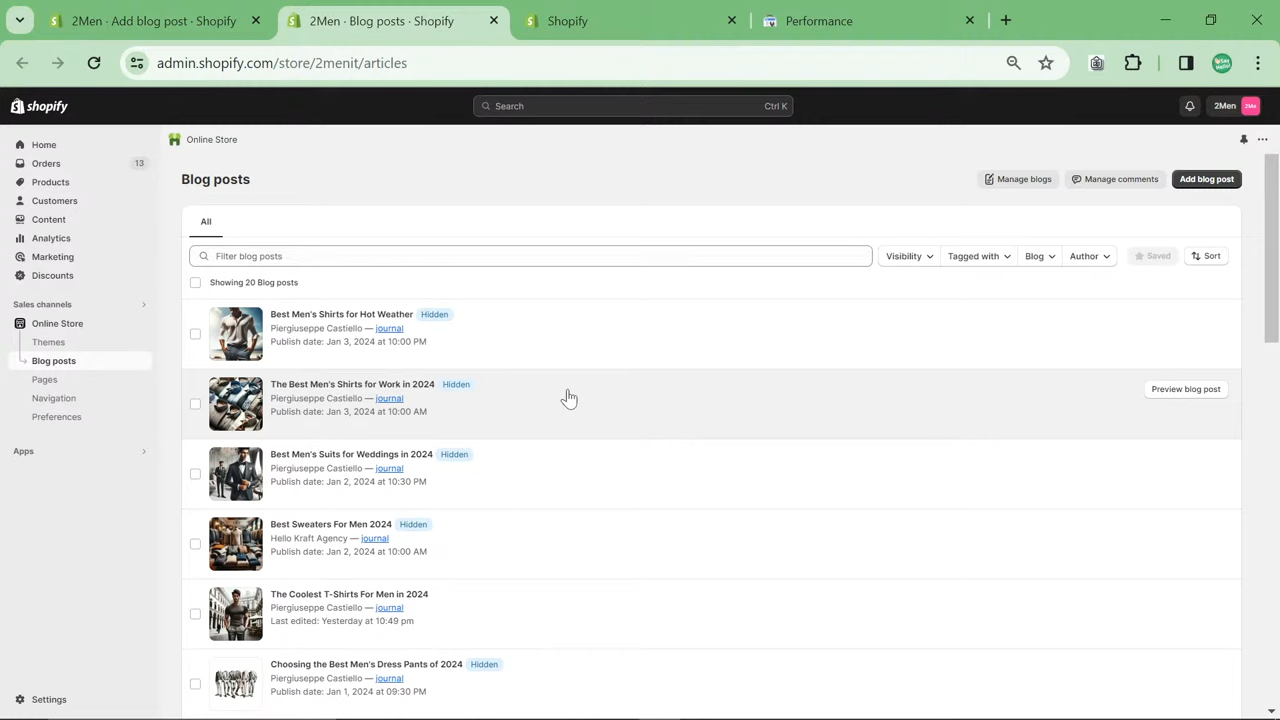 2Men · Add blog post · Shopify
2Men · Blog posts · Shopify
Shopify
Performance
admin.shopify.com/store/2menit/articles
shopify
Search
Ctrl K
2Men
2Me
Home
Orders
13
Products
Customers
Content
Analytics
Marketing
Discounts
Sales channels
Online Store
Themes
Blog posts
Pages
Navigation
Preferences
Apps
Settings
Online Store
Blog posts
Manage blogs
Manage comments
Add blog post
All
Filter blog posts
Visibility
Tagged with
Blog
Author
Saved
Sort
Showing 20 Blog posts
Best Men's Shirts for Hot Weather Hidden
Piergiuseppe Castiello — journal
Publish date: Jan 3, 2024 at 10:00 PM
The Best Men's Shirts for Work in 2024 Hidden
Piergiuseppe Castiello — journal
Publish date: Jan 3, 2024 at 10:00 AM
Preview blog post
Best Men's Suits for Weddings in 2024 Hidden
Piergiuseppe Castiello — journal
Publish date: Jan 2, 2024 at 10:30 PM
Best Sweaters For Men 2024 Hidden
Hello Kraft Agency — journal
Publish date: Jan 2, 2024 at 10:00 AM
The Coolest T-Shirts For Men in 2024
Piergiuseppe Castiello — journal
Last edited: Yesterday at 10:49 pm
Choosing the Best Men's Dress Pants of 2024 Hidden
Piergiuseppe Castiello — journal
Publish date: Jan 1, 2024 at 09:30 PM